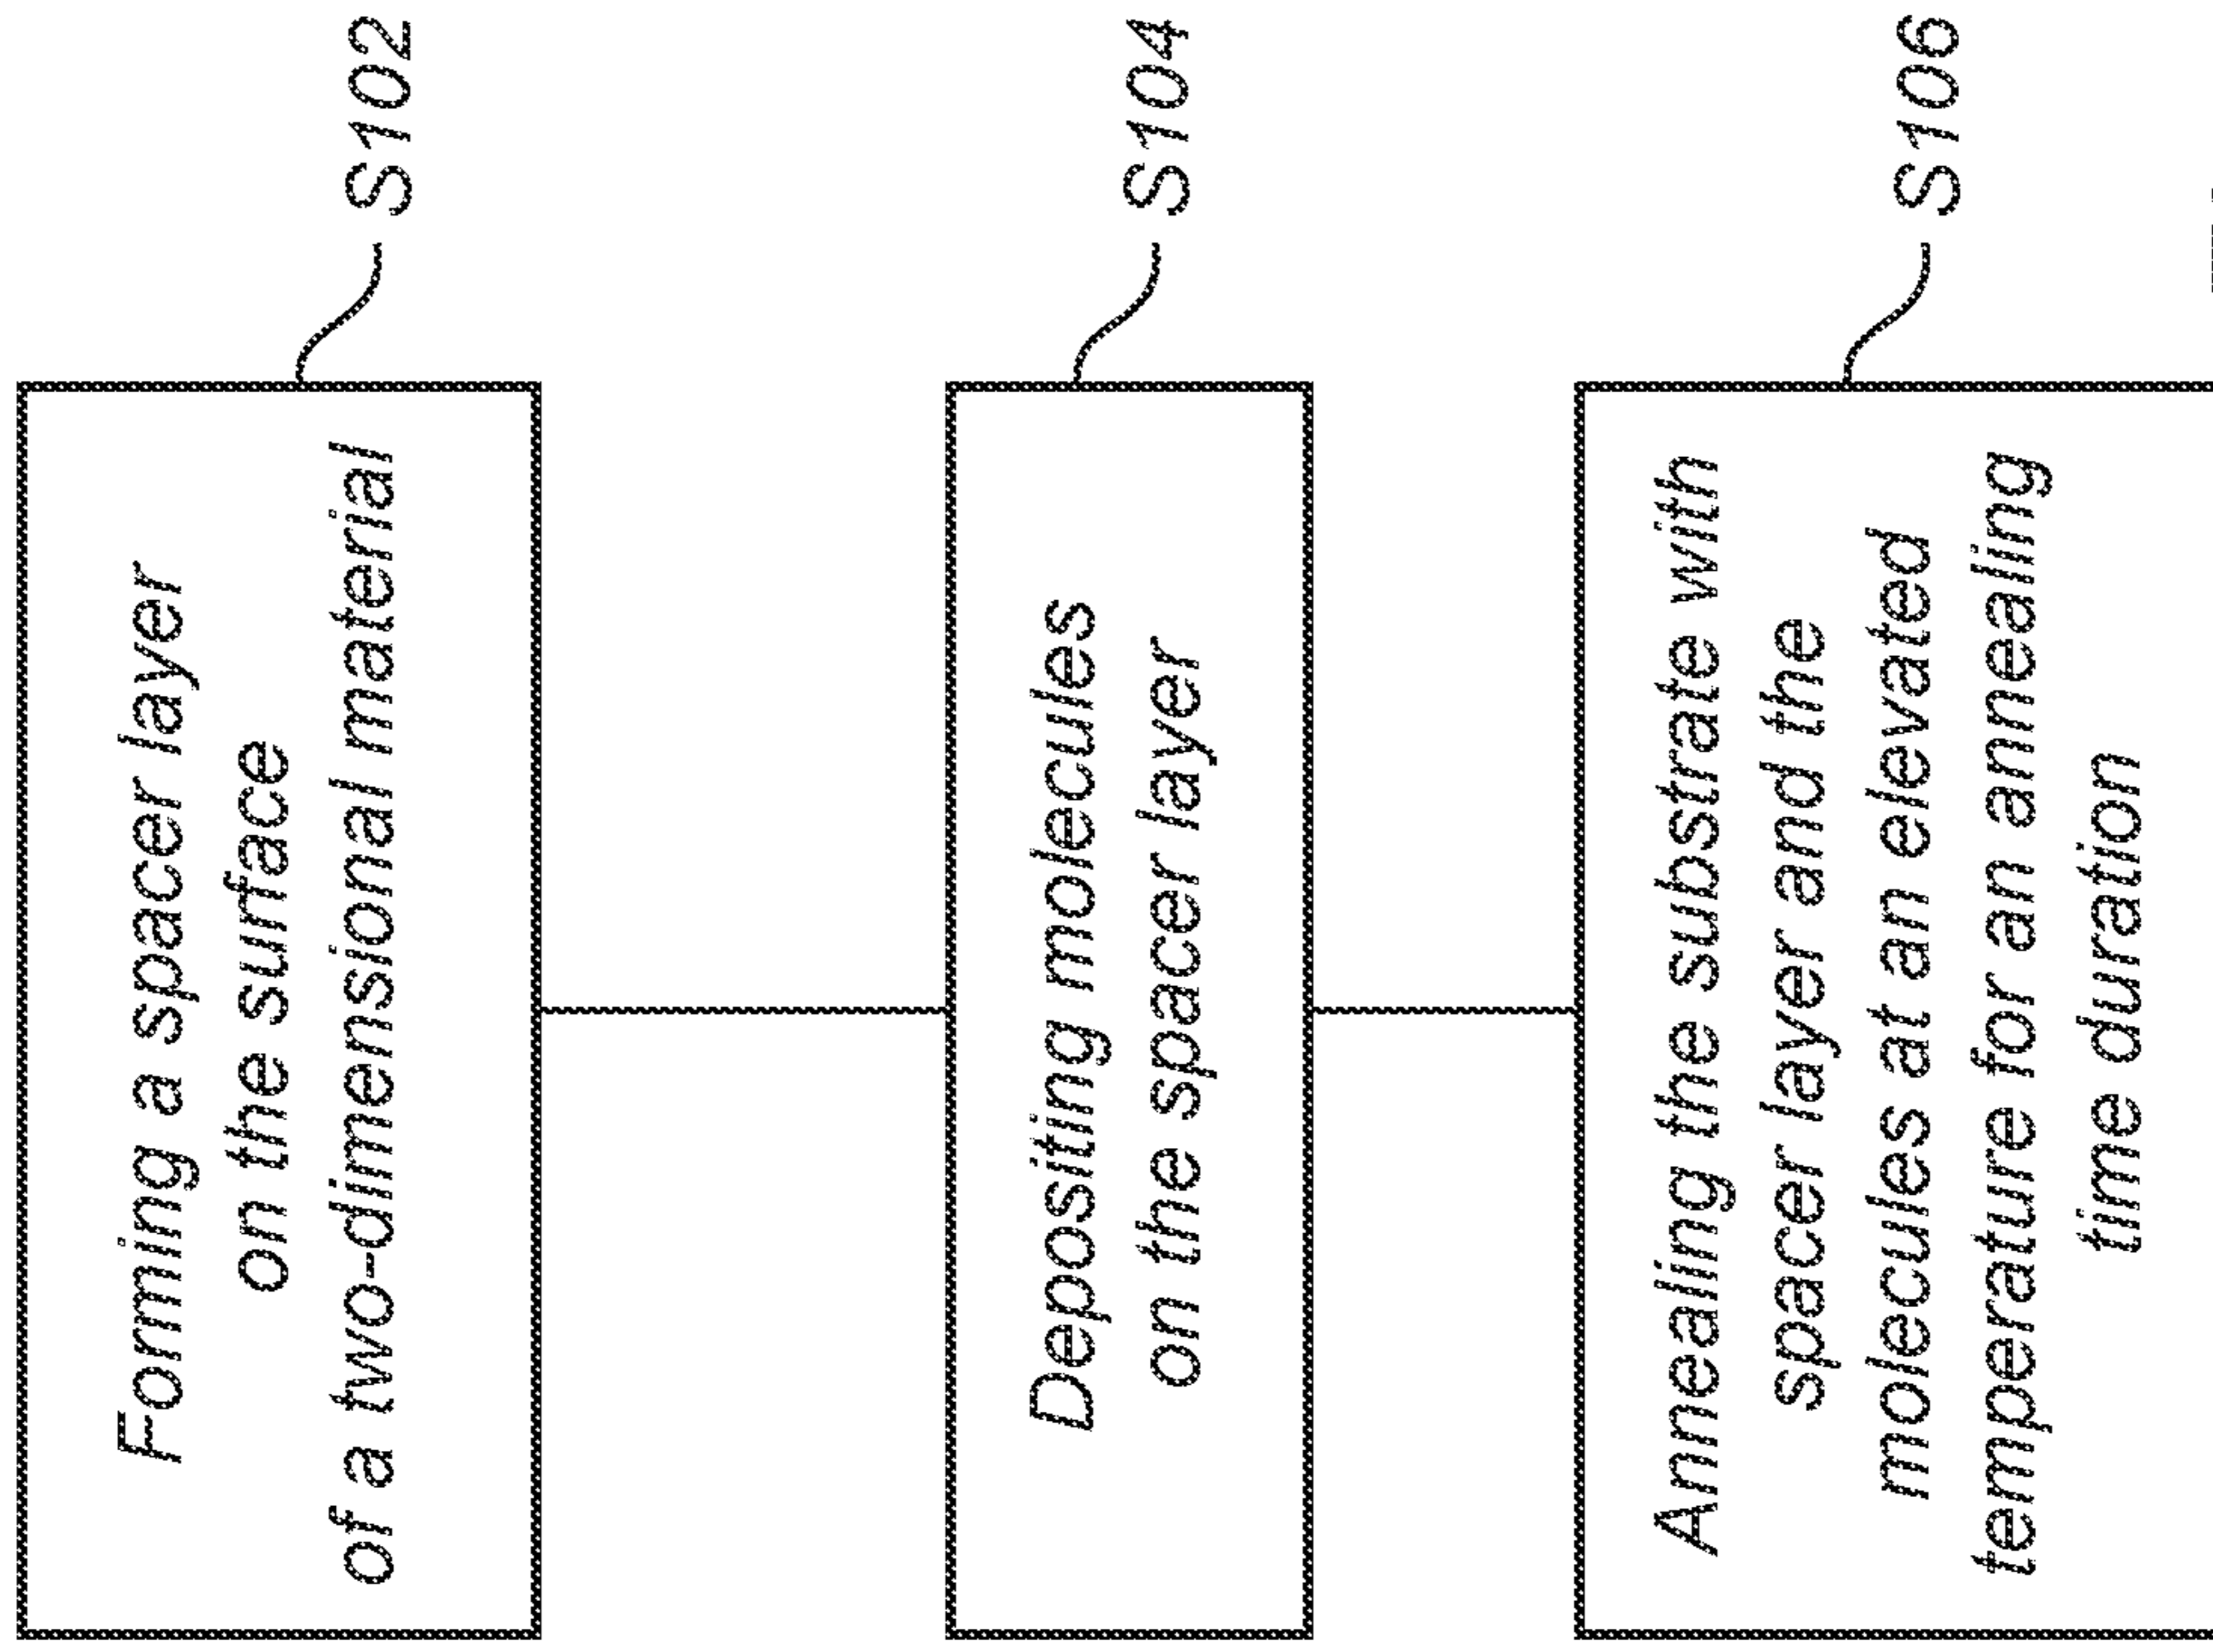 Forming a spacer layer
on the surface
of a two-dimensional material
S102
Depositing molecules
on the spacer layer
S104
Annealing the substrate with
spacer layer and the
molecules at an elevated
temperature for an annealing
time duration
S106